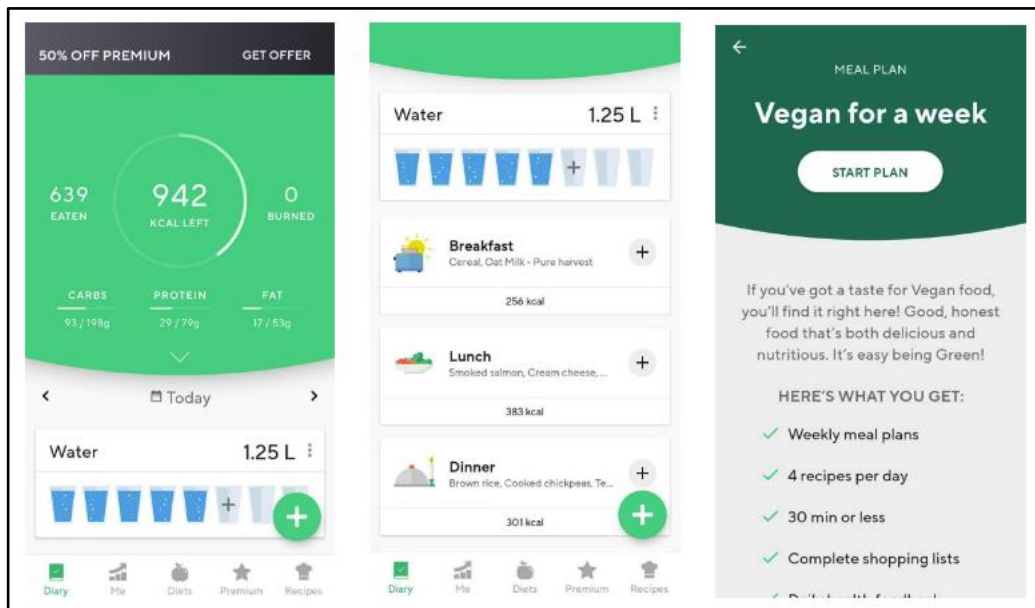 50% OFF PREMIUM GET OFFER
639 942 0
EATEN KCAL LEFT BURNED
CARBS PROTEIN FAT
93 / 198g 29 / 79g 17 / 53g
Today
Water 1.25 L
Diary Me Diets Premium Recipes
Water 1.25 L
Breakfast
Cereal, Oat Milk - Pure harvest
256 kcal
Lunch
Smoked salmon, Cream cheese, ...
383 kcal
Dinner
Brown rice, Cooked chickpeas, Te...
301 kcal
Diary Me Diets Premium Recipes
MEAL PLAN
Vegan for a week
START PLAN
If you've got a taste for Vegan food,
you'll find it right here! Good, honest
food that's both delicious and
nutritious. It's easy being Green!
HERE'S WHAT YOU GET:
Weekly meal plans
4 recipes per day
30 min or less
Complete shopping lists